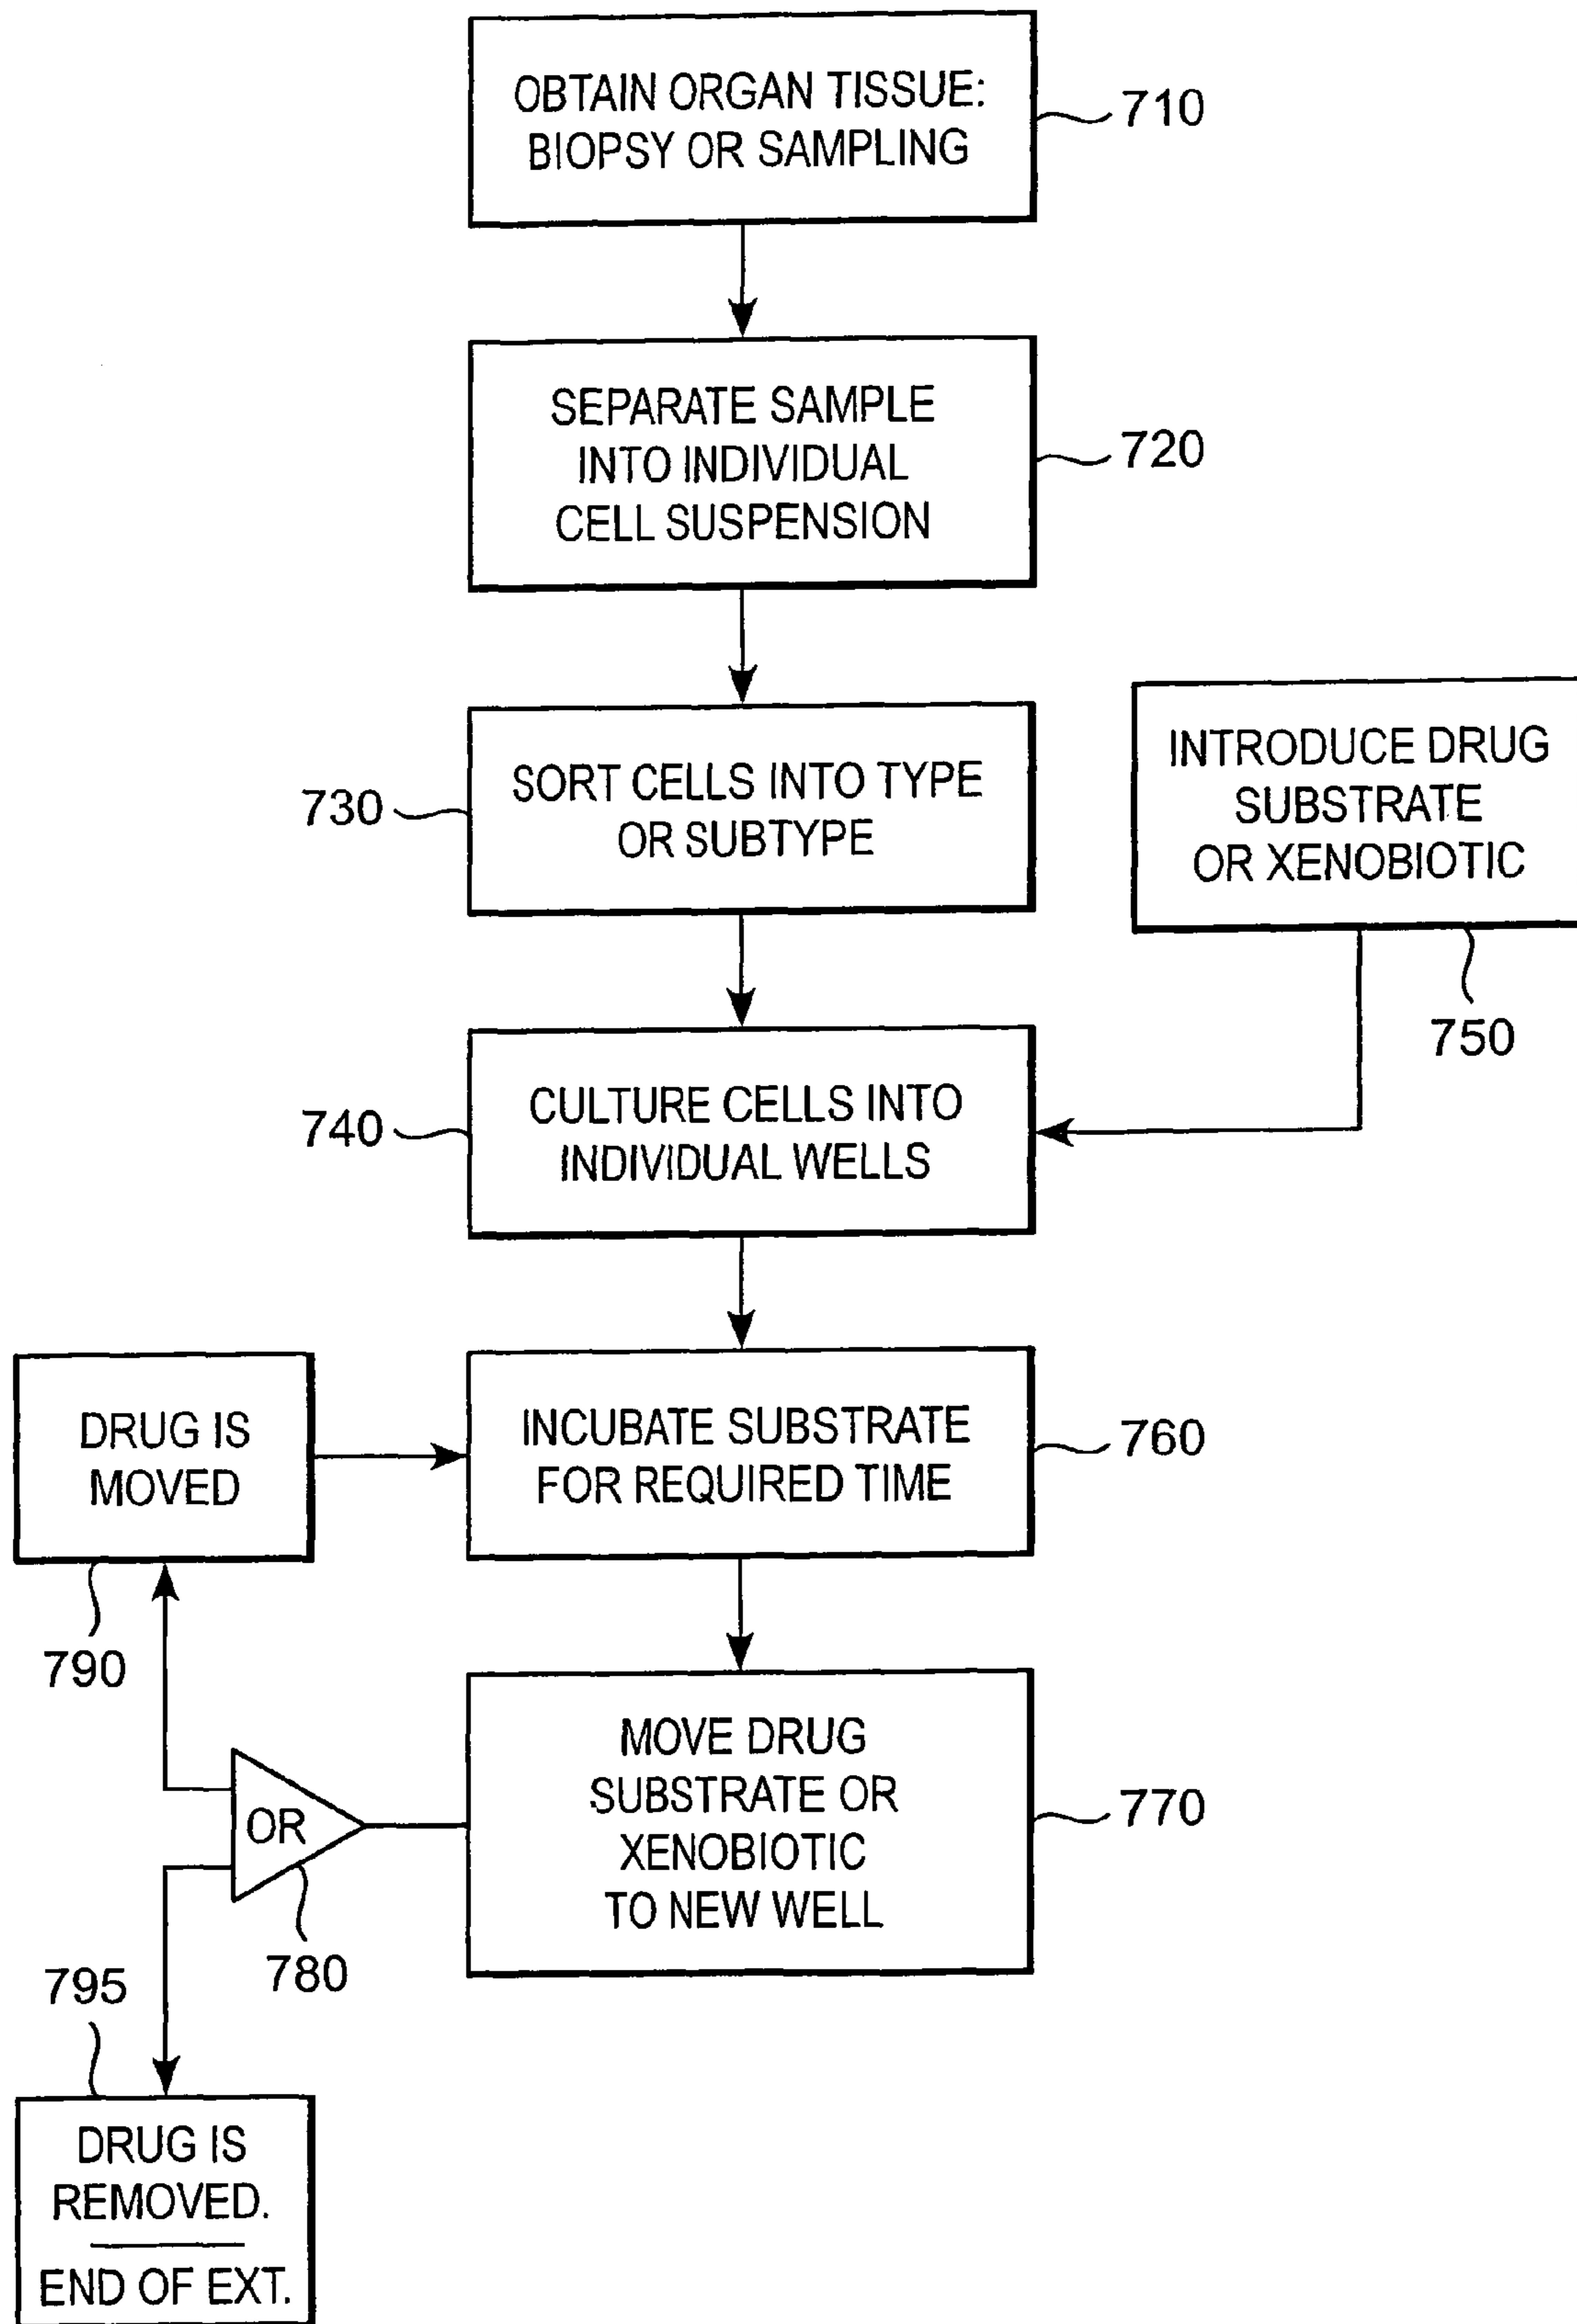 OBTAIN ORGAN TISSUE:
BIOPSY OR SAMPLING
710
SEPARATE SAMPLE
INTO INDIVIDUAL
CELL SUSPENSION
720
730
SORT CELLS INTO TYPE
OR SUBTYPE
INTRODUCE DRUG
SUBSTRATE
OR XENOBIOTIC
750
740
CULTURE CELLS INTO
INDIVIDUAL WELLS
DRUG IS
MOVED
790
INCUBATE SUBSTRATE
FOR REQUIRED TIME
760
MOVE DRUG
SUBSTRATE OR
XENOBIOTIC
TO NEW WELL
770
OR
780
795
DRUG IS
REMOVED.
END OF EXT.